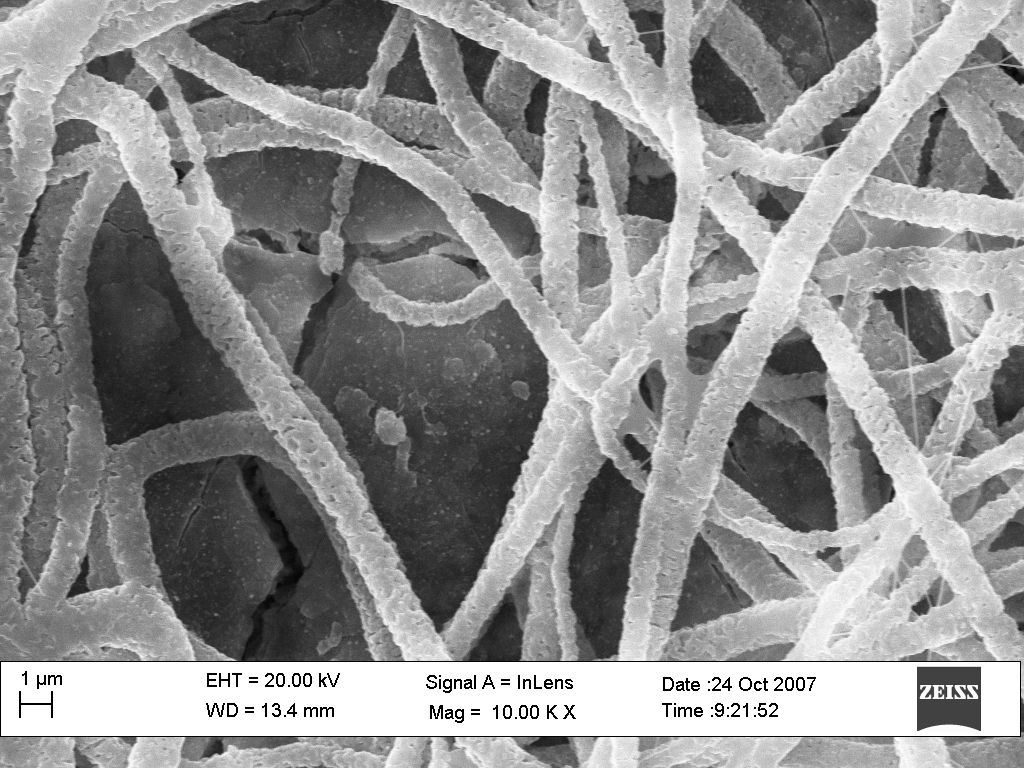 1 µm
EHT = 20.00 kV
WD = 13.4 mm
Signal A = InLens
Mag = 10.00 K X
Date :24 Oct 2007
Time :9:21:52
ZEISS